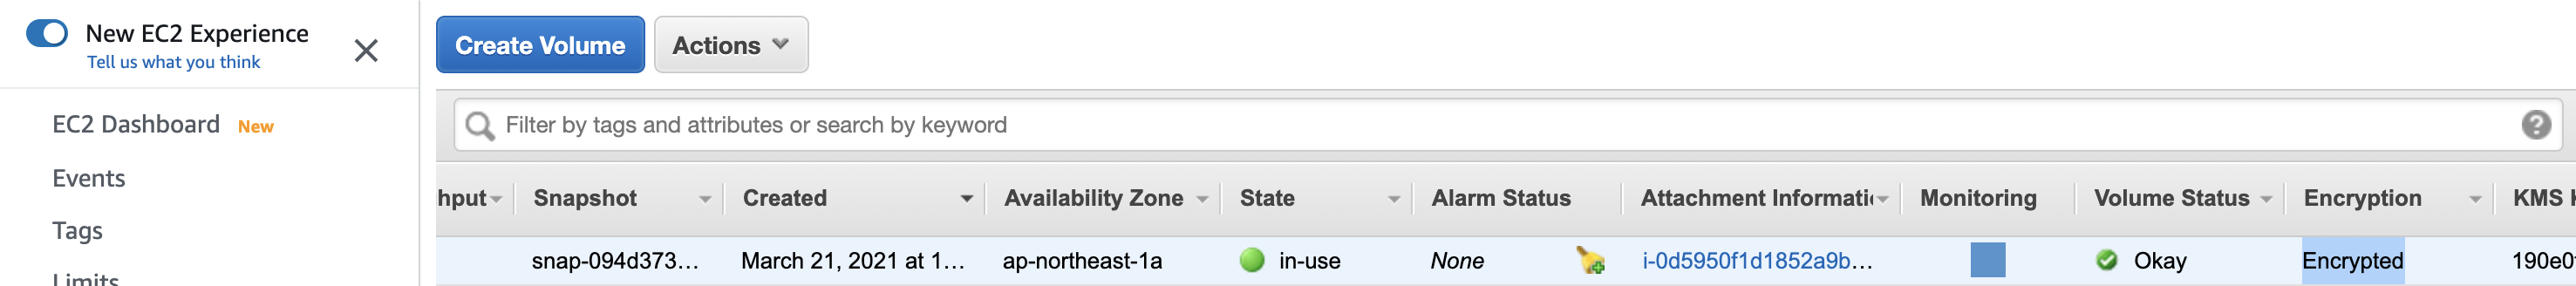 New EC2 Experience
Tell us what you think
EC2 Dashboard New
Events
Tags
Limits
Create Volume Actions
Filter by tags and attributes or search by keyword
hput Snapshot Created Availability Zone State Alarm Status Attachment Informati Monitoring Volume Status Encryption KMS
snap-094d373... March 21, 2021 at 1... ap-northeast-1a in-use None i-0d5950f1d1852a9b... Okay Encrypted 190e0